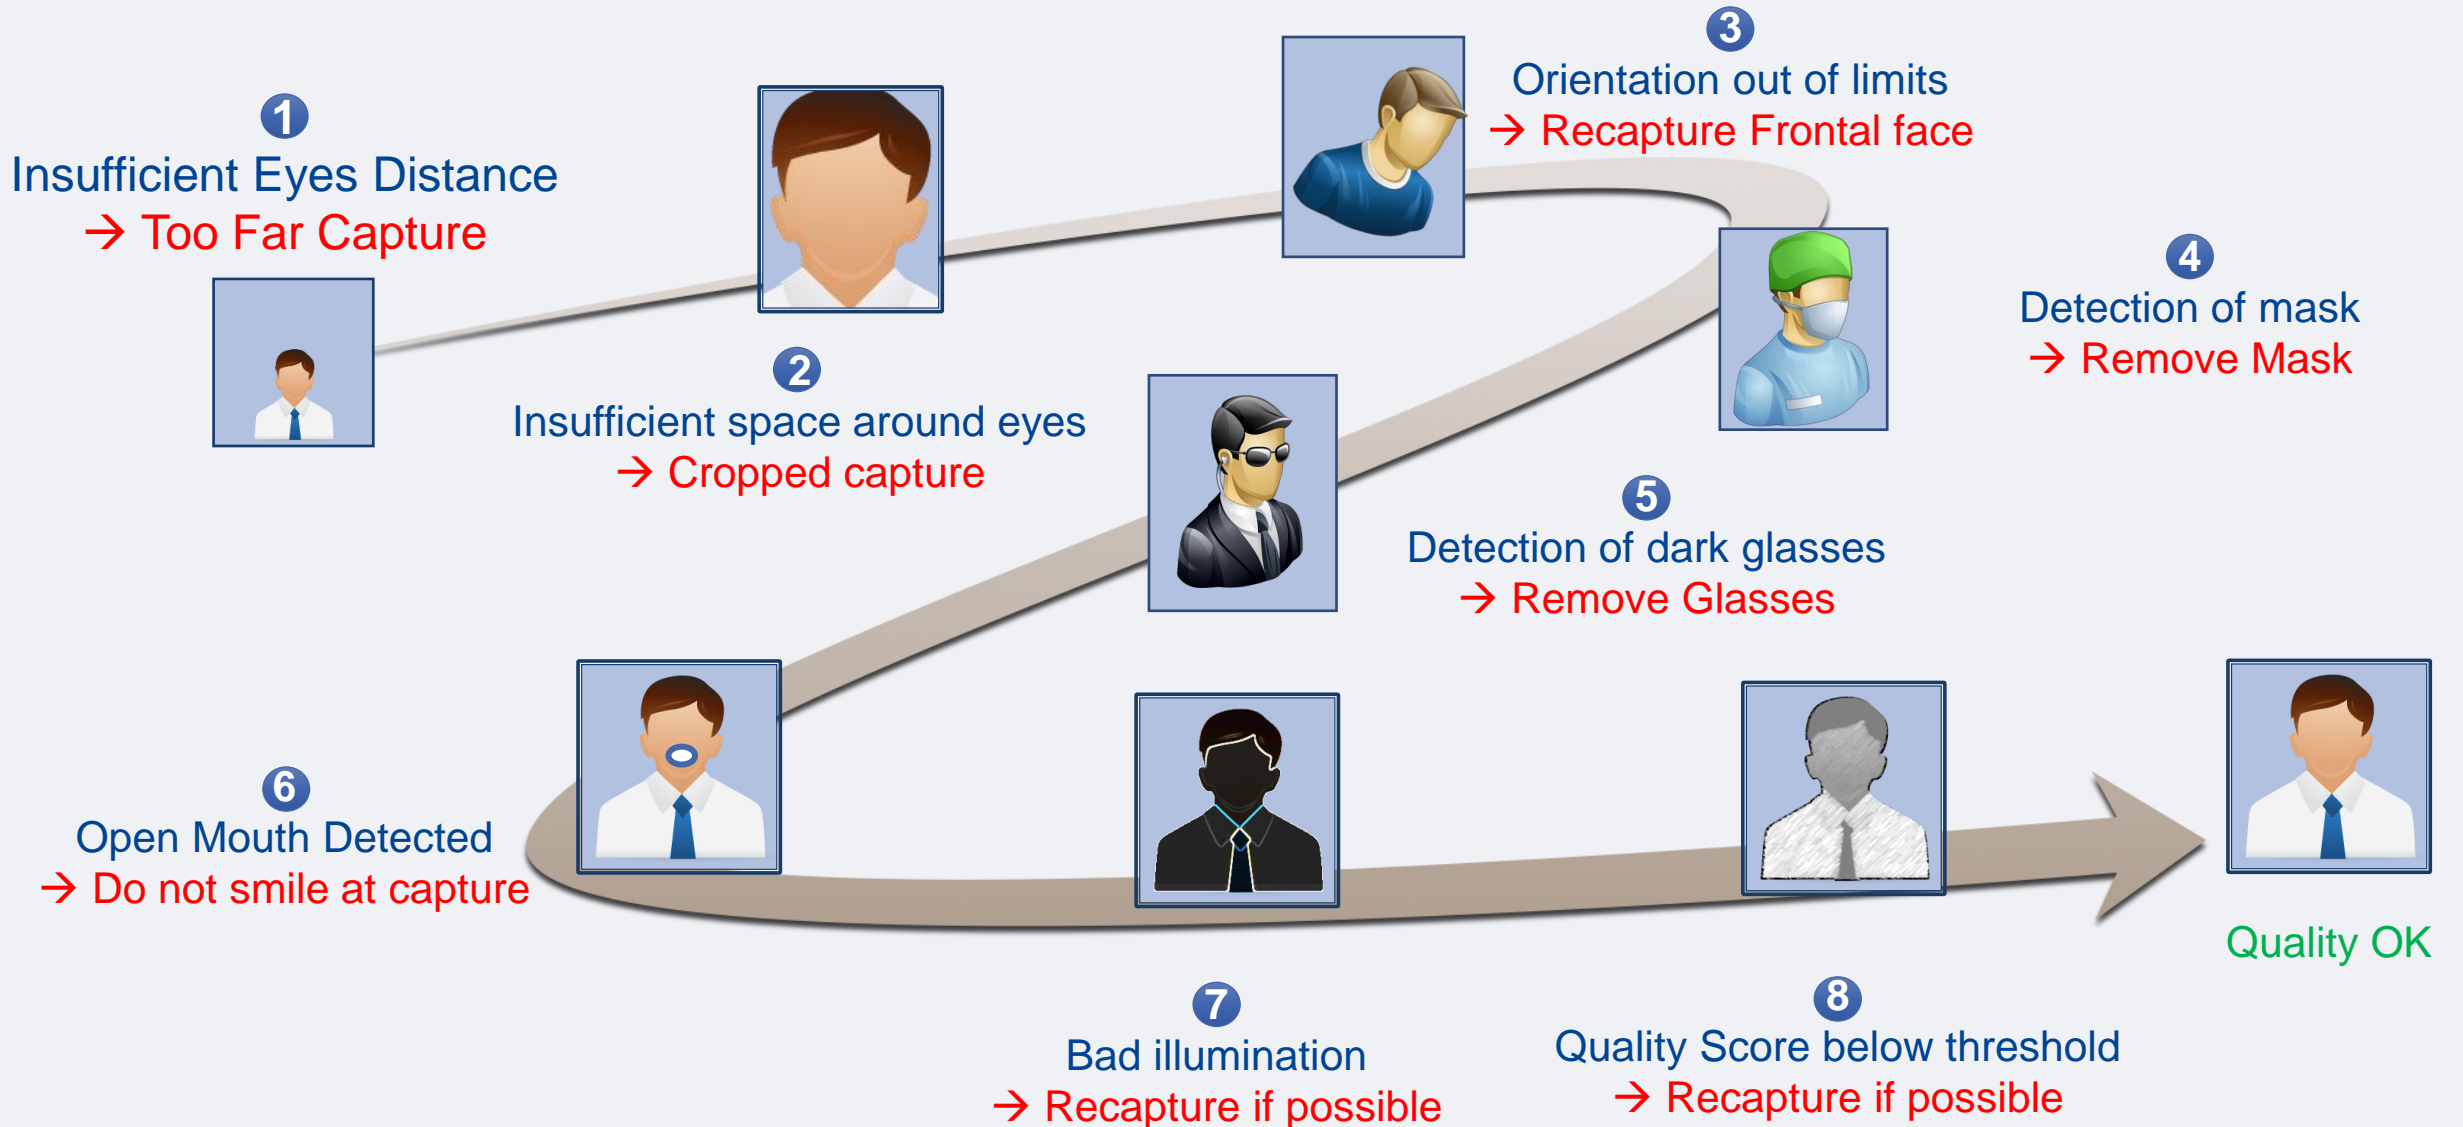 1
Insufficient Eyes Distance
→ Too Far Capture
2
Insufficient space around eyes
→ Cropped capture
3
Orientation out of limits
→ Recapture Frontal face
4
Detection of mask
→ Remove Mask
5
Detection of dark glasses
→ Remove Glasses
6
Open Mouth Detected
→ Do not smile at capture
7
Bad illumination
→ Recapture if possible
8
Quality Score below threshold
→ Recapture if possible
Quality OK